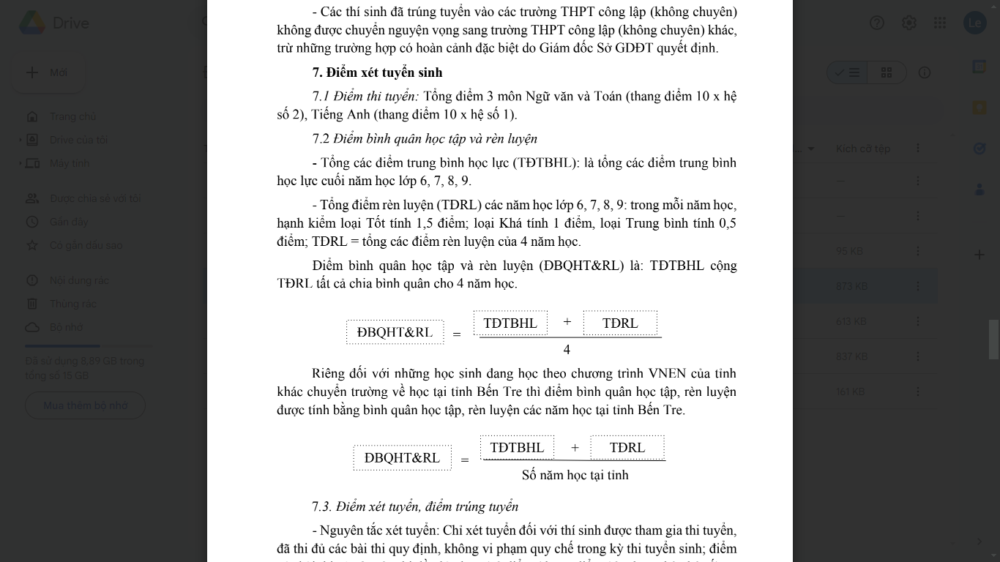 - Các thí sinh đã trúng tuyển vào các trường THPT công lập (không chuyên)
không được chuyển nguyện vọng sang trường THPT công lập (không chuyên) khác,
trừ những trường hợp có hoàn cảnh đặc biệt do Giám đốc Sở GDĐT quyết định.
7. Điểm xét tuyển sinh
7.1 Điểm thi tuyển: Tổng điểm 3 môn Ngữ văn và Toán (thang điểm 10 x hệ
số 2), Tiếng Anh (thang điểm 10 x hệ số 1).
7.2 Điểm bình quân học tập và rèn luyện
- Tổng các điểm trung bình học lực (TĐTBHL): là tổng các điểm trung bình
học lực cuối năm học lớp 6, 7, 8, 9.
- Tổng điểm rèn luyện (TĐRL) các năm học lớp 6, 7, 8, 9: trong mỗi năm học,
hạnh kiểm loại Tốt tính 1,5 điểm; loại Khá tính 1 điểm, loại Trung bình tính 0,5
điểm; TĐRL = tổng các điểm rèn luyện của 4 năm học.
Điểm bình quân học tập và rèn luyện (ĐBQHT&RL) là: TĐTBHL cộng
TĐRL tất cả chia bình quân cho 4 năm học.
ĐBQHT&RL = TĐTBHL + TĐRL
4
Riêng đối với những học sinh đang học theo chương trình VNEN của tỉnh
khác chuyển trường về học tại tỉnh Bến Tre thì điểm bình quân học tập, rèn luyện
được tính bằng bình quân học tập, rèn luyện các năm học tại tỉnh Bến Tre.
ĐBQHT&RL = TĐTBHL + TĐRL
Số năm học tại tỉnh
7.3. Điểm xét tuyển, điểm trúng tuyển
- Nguyên tắc xét tuyển: Chỉ xét tuyển đối với thí sinh được tham gia thi tuyển,
đã thi đủ các bài thi quy định, không vi phạm quy chế trong kỳ thi tuyển sinh; điểm
Drive
Mới
Trang chủ
Drive của tôi
Máy tính
Được chia sẻ với tôi
Gần đây
Có gắn dấu sao
Nội dung rác
Thùng rác
Bộ nhớ
Đã sử dụng 8,89 GB trong
tổng số 15 GB
Mua thêm bộ nhớ
Le
Kích cỡ tệp
95 KB
873 KB
613 KB
837 KB
161 KB